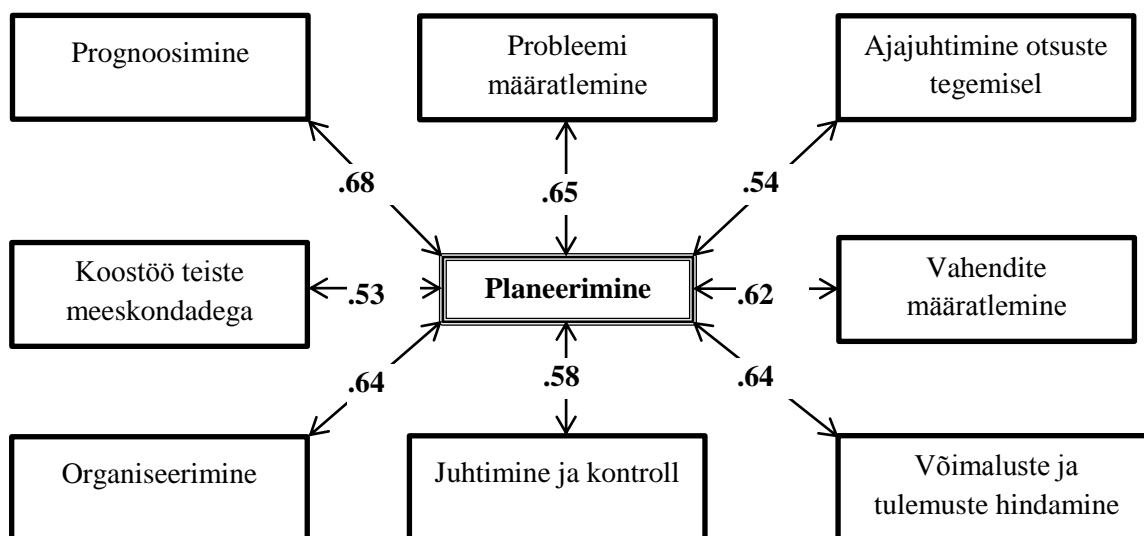 Prognoosimine
Probleemi
määratlemine
Ajajuhtimine otsuste
tegemisel
.68
.65
.54
Koostöö teiste
meeskondadega
.53
Planeerimine
.62
Vahendite
määratlemine
.64
.58
.64
Organiseerimine
Juhtimine ja kontroll
Võimaluste ja
tulemuste hindamine